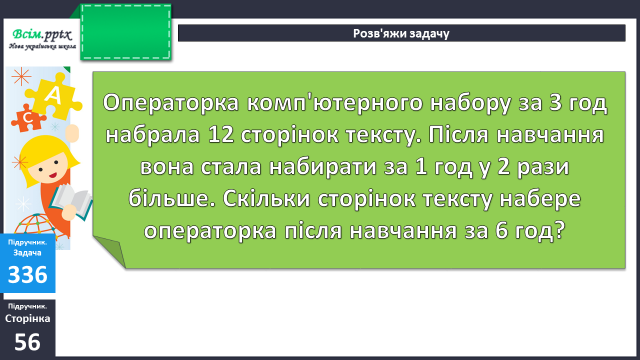 Всім.pptx
Нова українська школа
Розв'яжи задачу
А
С
Операторка комп'ютерного набору за 3 год
набрала 12 сторінок тексту. Після навчання
вона стала набирати за 1 год у 2 рази
більше. Скільки сторінок тексту набере
операторка після навчання за 6 год?
Підручник.
Задача
336
Підручник.
Сторінка
56